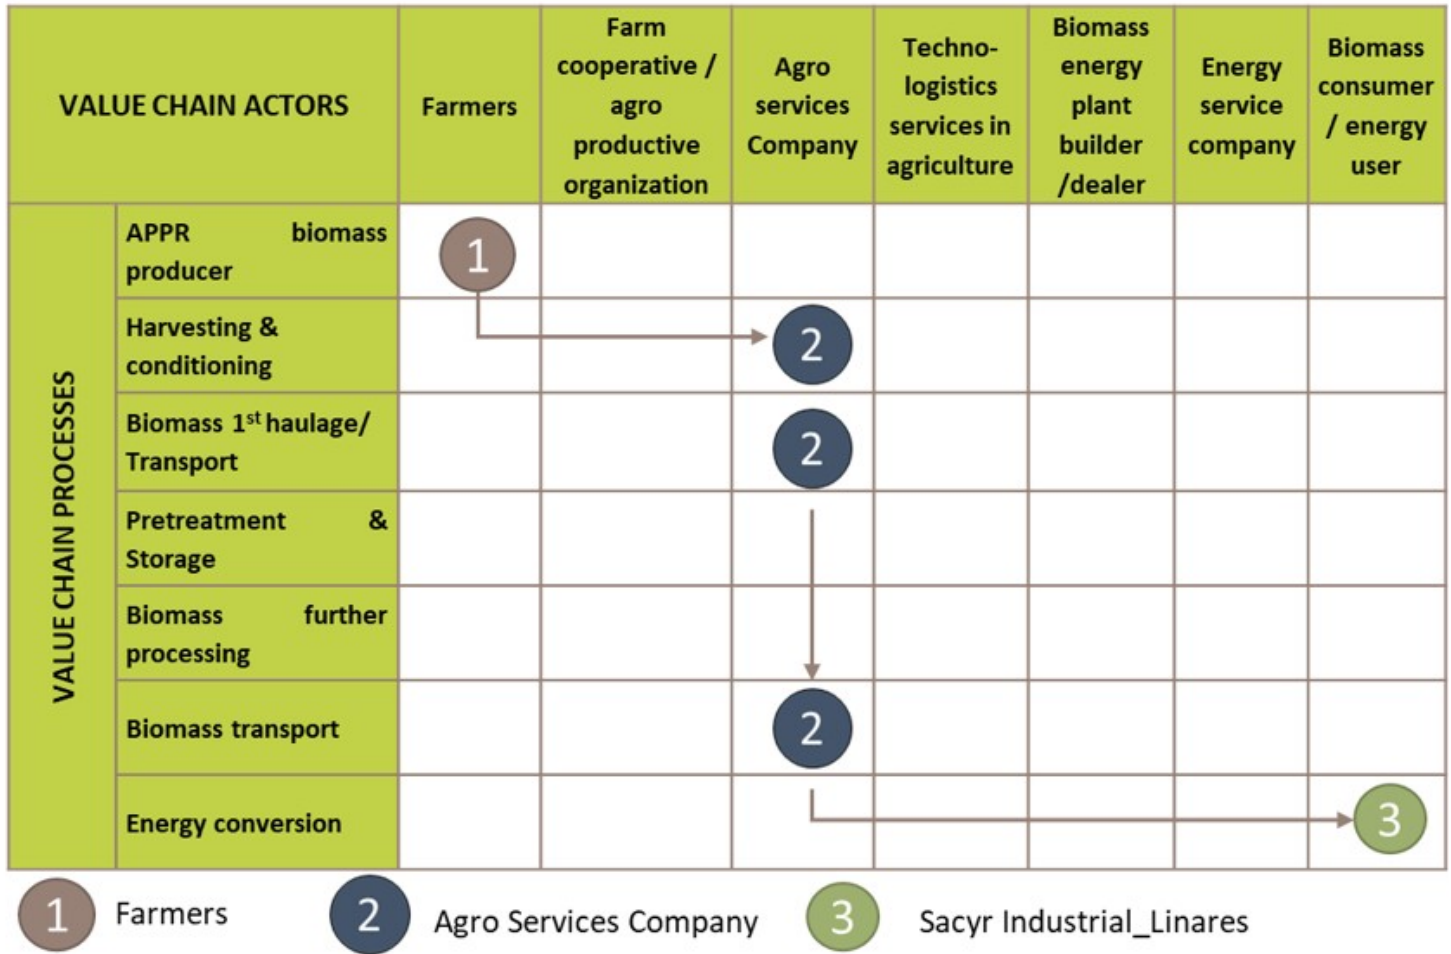 VALUE CHAIN ACTORS
Farmers
Farm
cooperative /
agro
productive
organization
Agro
services
Company
Techno-
logistics
services in
agriculture
Biomass
energy
plant
builder
/dealer
Energy
service
company
Biomass
consumer
/ energy
user
VALUE CHAIN PROCESSES
APPR biomass
producer
1
Harvesting &
conditioning
2
Biomass 1st haulage/
Transport
2
Pretreatment &
Storage
Biomass further
processing
Biomass transport
2
Energy conversion
3
1 Farmers
2 Agro Services Company
3 Sacyr Industrial_Linares